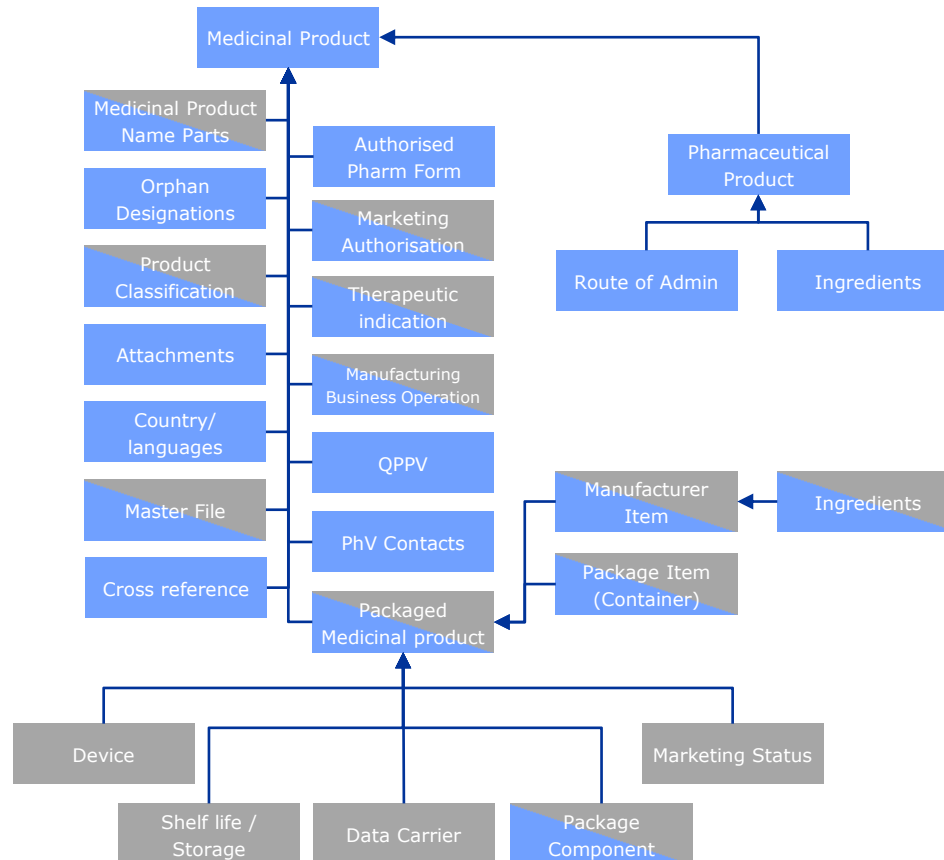 Medicinal Product
Medicinal Product
Name Parts
Authorised
Pharm Form
Pharmaceutical
Product
Orphan
Designations
Marketing
Authorisation
Product
Classification
Route of Admin
Ingredients
Therapeutic
indication
Attachments
Manufacturing
Business Operation
Country/
languages
QPPV
Master File
Manufacturer
Item
Ingredients
PhV Contacts
Cross reference
Package Item
(Container)
Packaged
Medicinal product
Device
Marketing Status
Shelf life /
Storage
Data Carrier
Package
Component